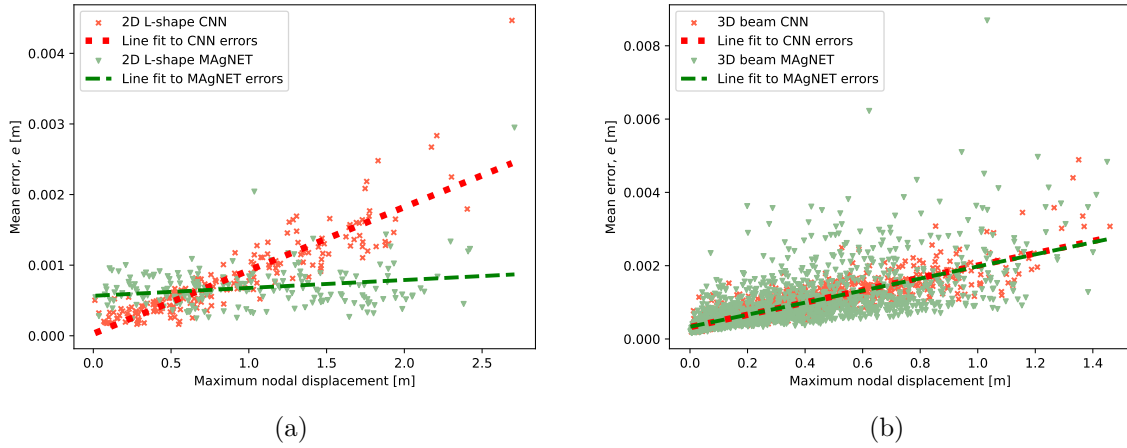 2D L-shape CNN
Line fit to CNN errors
2D L-shape MAgNET
Line fit to MAgNET errors
0.004
0.003
0.002
0.001
0.000
Mean error, e [m]
0.0 0.5 1.0 1.5 2.0 2.5
Maximum nodal displacement [m]
(a)
3D beam CNN
Line fit to CNN errors
3D beam MAgNET
Line fit to MAgNET errors
0.008
0.006
0.004
0.002
0.000
Mean error, e [m]
0.0 0.2 0.4 0.6 0.8 1.0 1.2 1.4
Maximum nodal displacement [m]
(b)